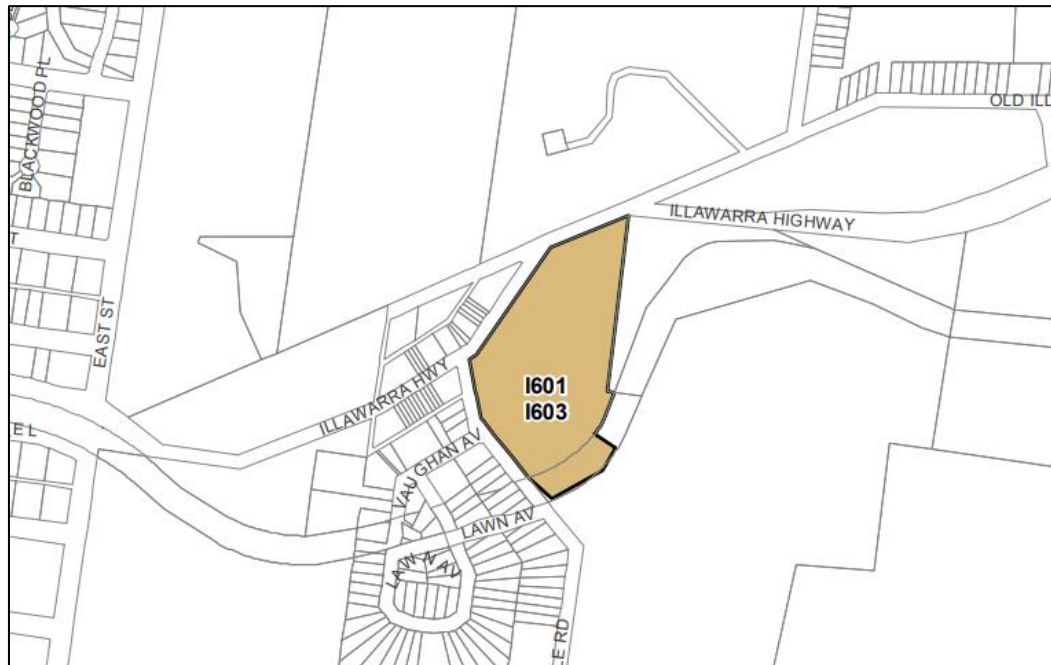 BLACKWOOD PL
OLD ILL
ILLAWARRA HIGHWAY
T
EAST ST
I601
I603
ILLAWARRA HWY
E L
VAUGHAN AV
LAWN AV
LAWN AV
LE RD